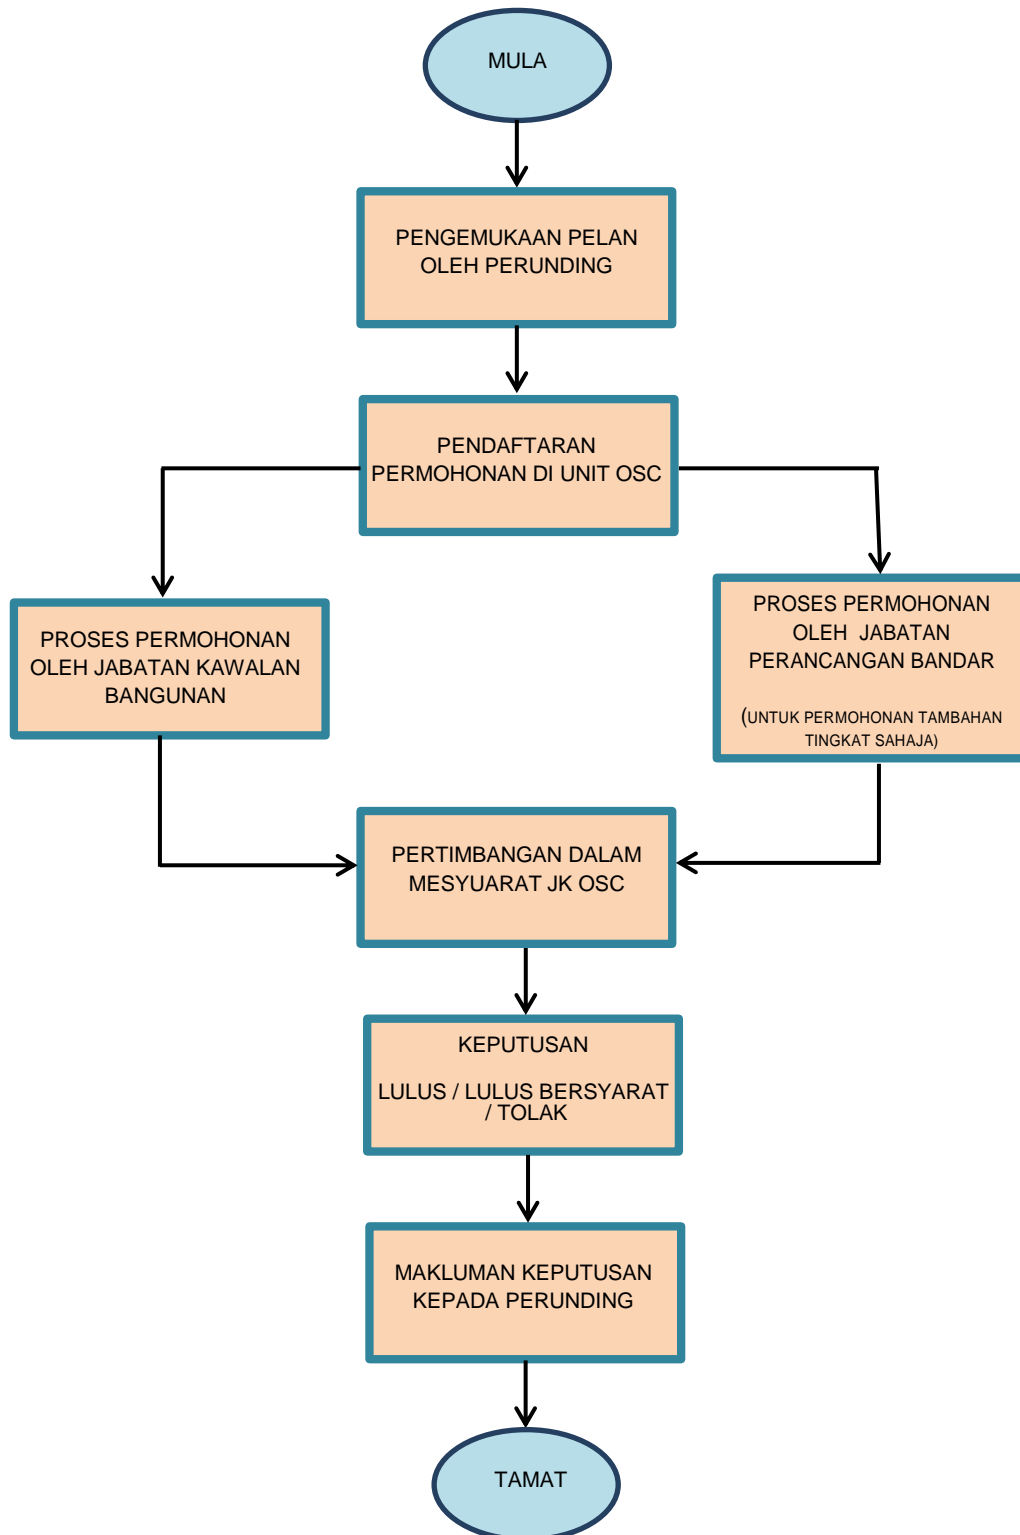 MULA
PENGEMUKAAN PELAN
OLEH PERUNDING
PENDAFTARAN
PERMOHONAN DI UNIT OSC
PROSES PERMOHONAN
OLEH JABATAN KAWALAN
BANGUNAN
PROSES PERMOHONAN
OLEH JABATAN
PERANCANGAN BANDAR
(UNTUK PERMOHONAN TAMBAHAN
TINGKAT SAHAJA)
PERTIMBANGAN DALAM
MESYUARAT JK OSC
KEPUTUSAN
LULUS / LULUS BERSYARAT
/ TOLAK
MAKLUMAN KEPUTUSAN
KEPADA PERUNDING
TAMAT